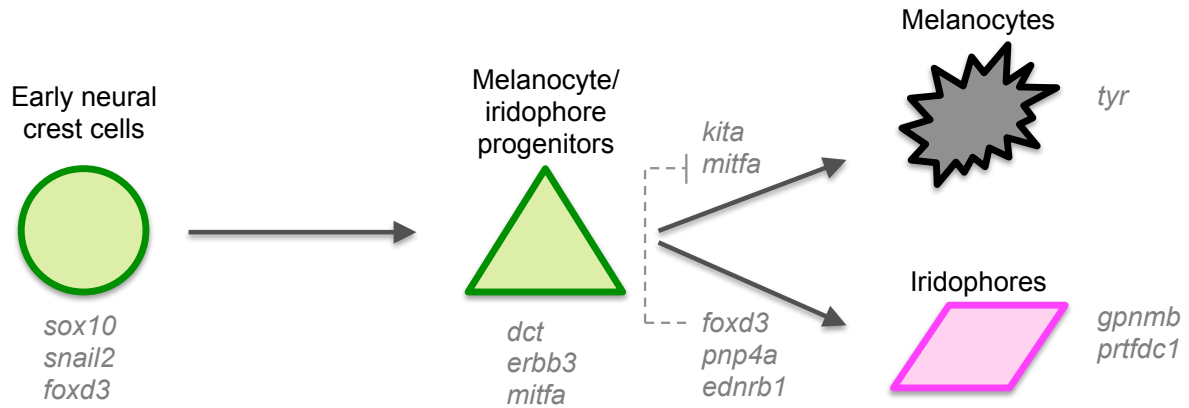 Early neural
crest cells
sox10
snail2
foxd3
Melanocyte/
iridophore
progenitors
dct
erbb3
mitfa
kita
mitfa
foxd3
pnp4a
ednrb1
Melanocytes
tyr
Iridophores
gpnmb
prtfdc1